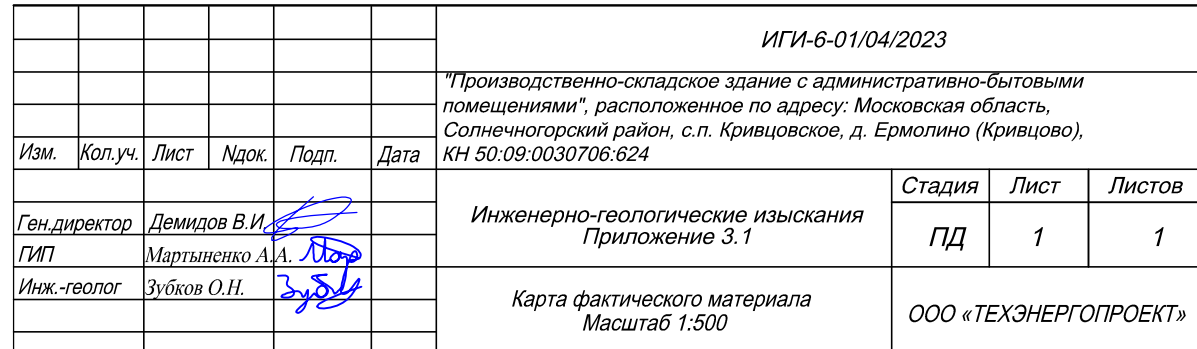 ИГИ-6-01/04/2023
"Производственно-складское здание с административно-бытовыми
помещениями", расположенное по адресу: Московская область,
Солнечногорский район, с.п. Кривцовское, д. Ермолино (Кривцово),
КН 50:09:0030706:624
Изм. Кол.уч. Лист Nдок. Подп. Дата
Стадия Лист Листов
Инженерно-геологические изыскания
Приложение 3.1
ПД 1 1
Ген.директор Демидов В.И.
ГИП Мартыненко А.А.
Инж.-геолог Зубков О.Н.
Карта фактического материала
Масштаб 1:500
ООО «ТЕХЭНЕРГОПРОЕКТ»